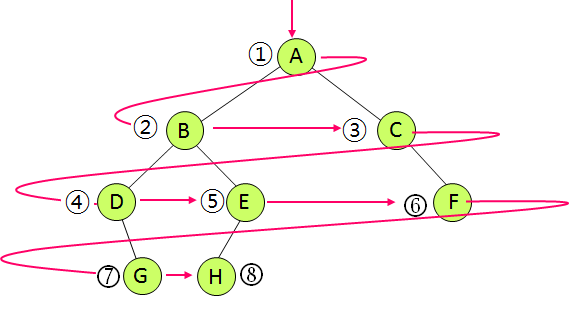 ① A
② B ③ C
④ D ⑤ E ⑥ F
⑦ G H ⑧